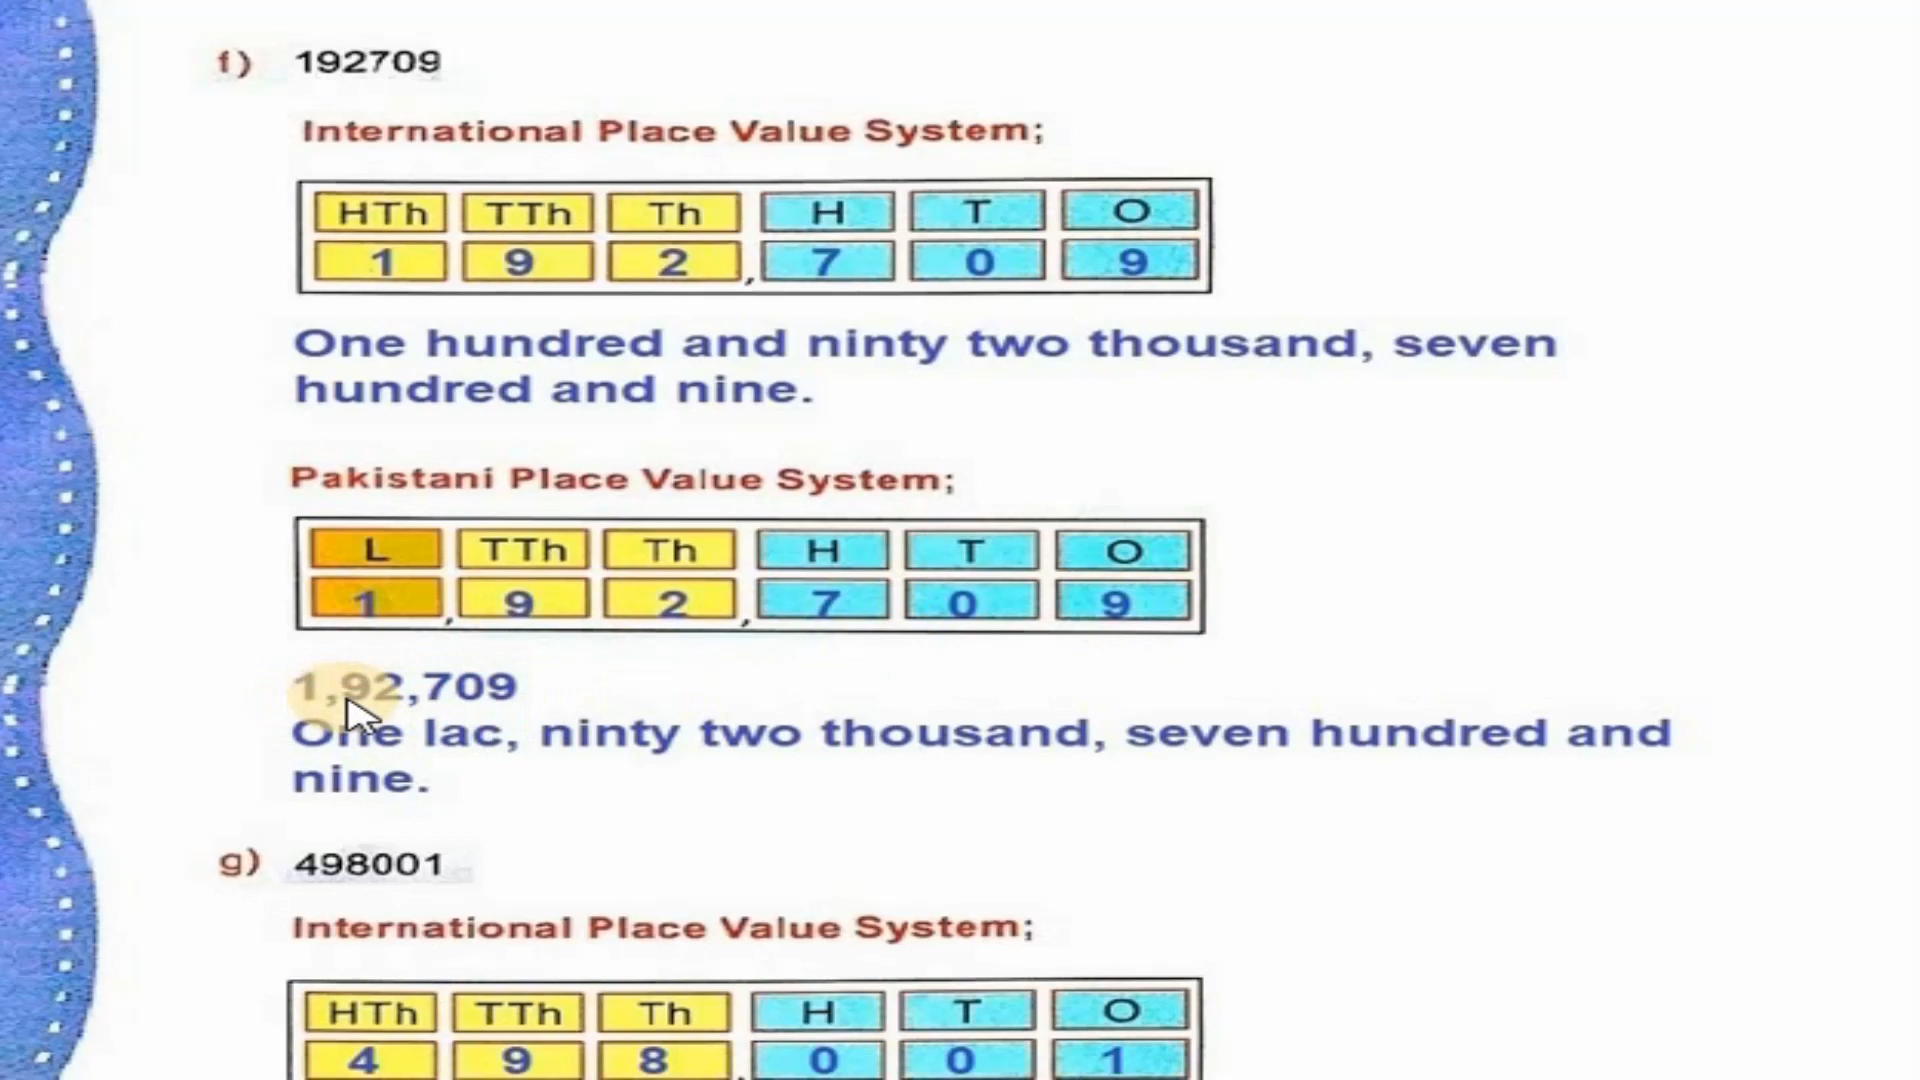 f) 192709
International Place Value System;
HTh TTh Th H T O
1 9 2 , 7 0 9
One hundred and ninty two thousand, seven
hundred and nine.
Pakistani Place Value System;
L TTh Th H T O
1 , 9 2 , 7 0 9
1,92,709
One lac, ninty two thousand, seven hundred and
nine.
g) 498001
International Place Value System;
HTh TTh Th H T O
4 9 8 , 0 0 1